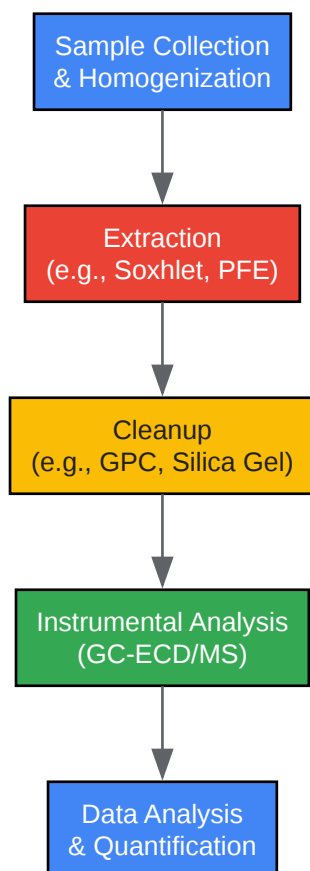 Sample Collection
& Homogenization
Extraction
(e.g., Soxhlet, PFE)
Cleanup
(e.g., GPC, Silica Gel)
Instrumental Analysis
(GC-ECD/MS)
Data Analysis
& Quantification